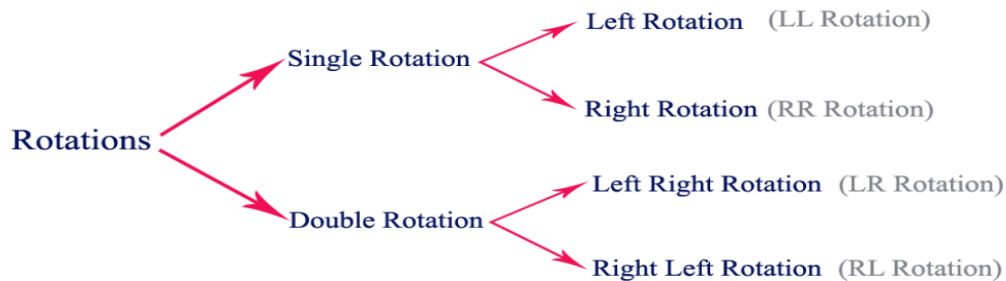 Left Rotation (LL Rotation)
Single Rotation
Right Rotation (RR Rotation)
Rotations
Left Right Rotation (LR Rotation)
Double Rotation
Right Left Rotation (RL Rotation)